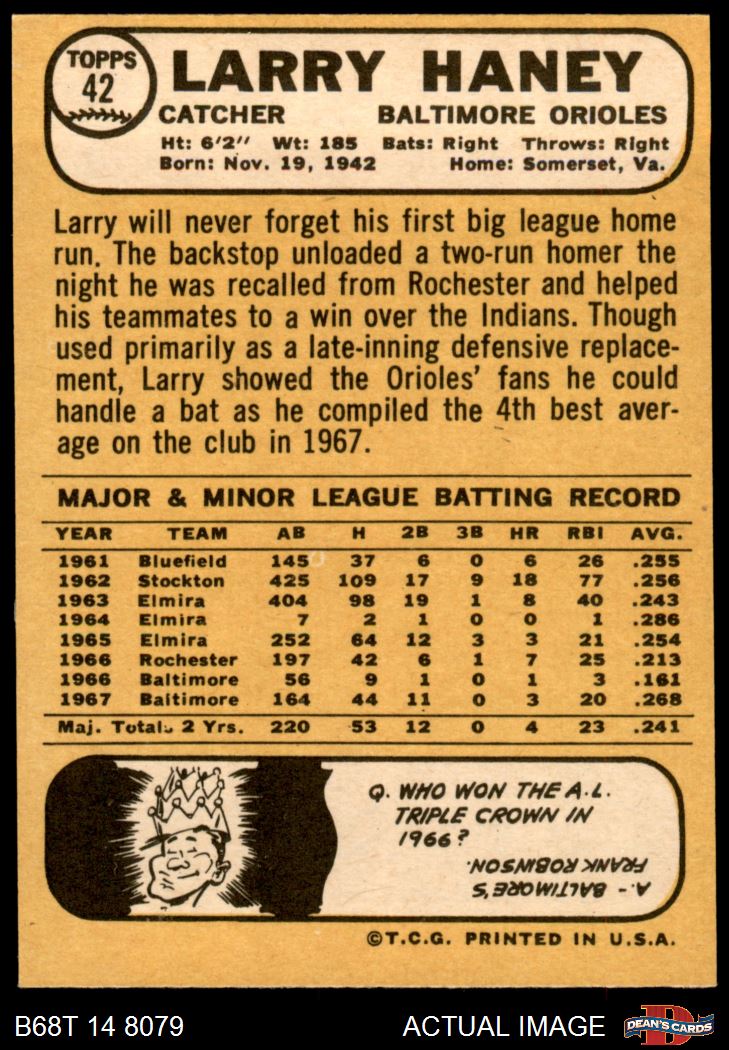 TOPPS
42
LARRY HANEY
CATCHER BALTIMORE ORIOLES
Ht: 6'2" Wt: 185 Bats: Right Throws: Right
Born: Nov. 19, 1942 Home: Somerset, Va.
Larry will never forget his first big league home
run. The backstop unloaded a two-run homer the
night he was recalled from Rochester and helped
his teammates to a win over the Indians. Though
used primarily as a late-inning defensive replace-
ment, Larry showed the Orioles' fans he could
handle a bat as he compiled the 4th best aver-
age on the club in 1967.
MAJOR & MINOR LEAGUE BATTING RECORD
YEAR TEAM AB H 2B 3B HR RBI AVG.
1961 Bluefield 145 37 6 0 6 26 .255
1962 Stockton 425 109 17 9 18 77 .256
1963 Elmira 404 98 19 1 8 40 .243
1964 Elmira 7 2 1 0 0 1 .286
1965 Elmira 252 64 12 3 3 21 .254
1966 Rochester 197 42 6 1 7 25 .213
1966 Baltimore 56 9 1 0 1 3 .161
1967 Baltimore 164 44 11 0 3 20 .268
Maj. Totals 2 Yrs. 220 53 12 0 4 23 .241
Q. WHO WON THE A.L.
TRIPLE CROWN IN
1966?
A.- BALTIMORE'S
FRANK ROBINSON.
©T.C.G. PRINTED IN U.S.A.
B68T 14 8079 ACTUAL IMAGE DEAN'S CARDS